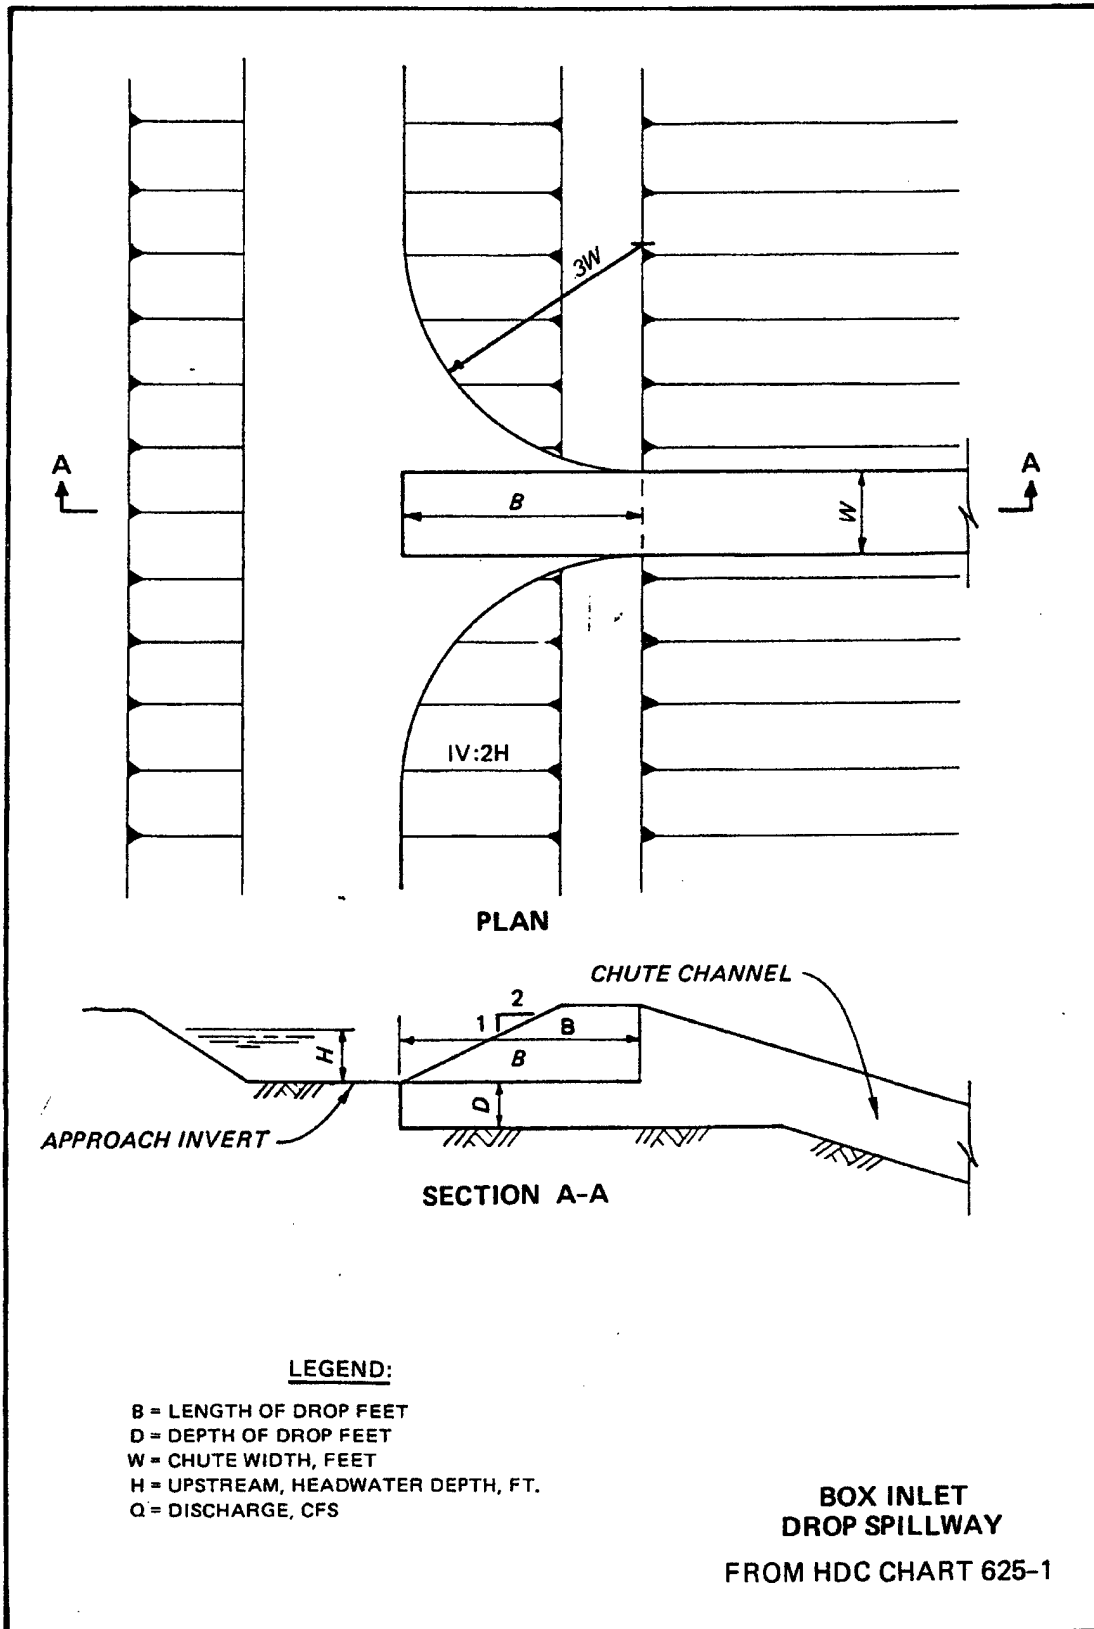 3W
A
A
B
W
IV:2H
PLAN
CHUTE CHANNEL
2
1
B
H
B
D
APPROACH INVERT
SECTION A-A
LEGEND:
B = LENGTH OF DROP FEET
D = DEPTH OF DROP FEET
W = CHUTE WIDTH, FEET
H = UPSTREAM, HEADWATER DEPTH, FT.
Q = DISCHARGE, CFS
BOX INLET
DROP SPILLWAY
FROM HDC CHART 625-1